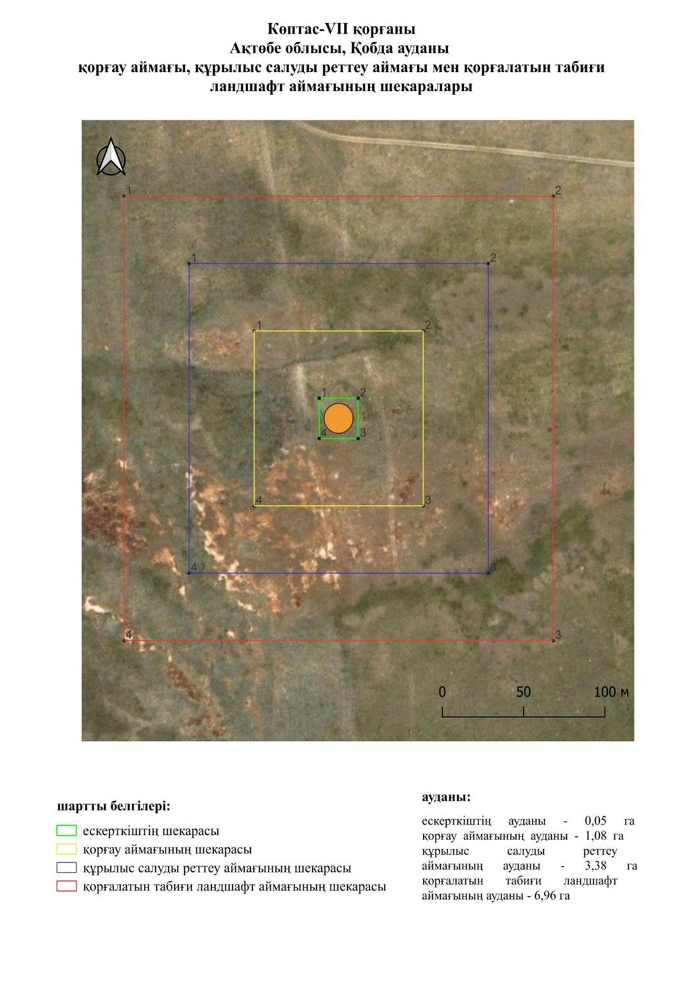 Көптас-VII қорғаны
Ақтөбе облысы, Қобда ауданы
қорғау аймағы, құрылыс салуды реттеу аймағы мен қорғалатын табиғи
ландшафт аймағының шекаралары
1
2
1
2
1
2
1
2
4
3
4
3
4
3
4
3
0
50
100 м
шартты белгілері:
ескерткіштің шекарасы
қорғау аймағының шекарасы
құрылыс салуды реттеу аймағының шекарасы
қорғалатын табиғи ландшафт аймағының шекарасы
ауданы:
ескерткіштің ауданы - 0,05 га
қорғау аймағының ауданы - 1,08 га
құрылыс салуды реттеу
аймағының ауданы - 3,38 га
қорғалатын табиғи ландшафт
аймағының ауданы - 6,96 га